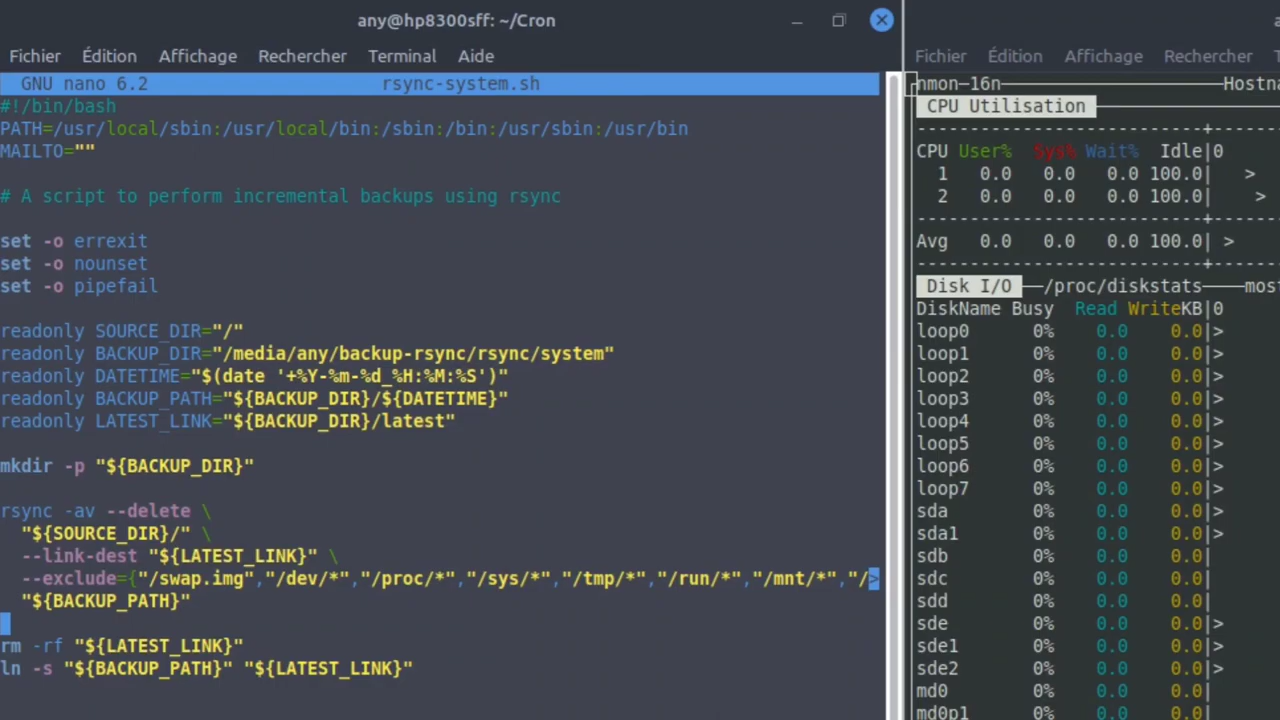 any@hp8300sff: ~/Cron
Fichier Édition Affichage Rechercher Terminal Aide
GNU nano 6.2 rsync-system.sh
#!/bin/bash
PATH=/usr/local/sbin:/usr/local/bin:/sbin:/bin:/usr/sbin:/usr/bin
MAILTO=""
# A script to perform incremental backups using rsync
set -o errexit
set -o nounset
set -o pipefail
readonly SOURCE_DIR="/"
readonly BACKUP_DIR="/media/any/backup-rsync/rsync/system"
readonly DATETIME="$(date '+%Y-%m-%d_%H:%M:%S')"
readonly BACKUP_PATH="${BACKUP_DIR}/${DATETIME}"
readonly LATEST_LINK="${BACKUP_DIR}/latest"
mkdir -p "${BACKUP_DIR}"
rsync -av --delete \
"${SOURCE_DIR}/" \
--link-dest "${LATEST_LINK}" \
--exclude={"/swap.img","/dev/*","/proc/*","/sys/*","/tmp/*","/run/*","/mnt/*","/>
"${BACKUP_PATH}"
rm -rf "${LATEST_LINK}"
ln -s "${BACKUP_PATH}" "${LATEST_LINK}"
Fichier Édition Affichage Rechercher
nmon-16n Hostna
CPU Utilisation
---------------------------+------
CPU User% Sys% Wait% Idle|0
1 0.0 0.0 0.0 100.0| >
2 0.0 0.0 0.0 100.0| >
---------------------------+------
Avg 0.0 0.0 0.0 100.0| >
---------------------------+------
Disk I/O /proc/diskstats mos
DiskName Busy Read WriteKB|0
loop0 0% 0.0 0.0|>
loop1 0% 0.0 0.0|>
loop2 0% 0.0 0.0|>
loop3 0% 0.0 0.0|>
loop4 0% 0.0 0.0|>
loop5 0% 0.0 0.0|>
loop6 0% 0.0 0.0|>
loop7 0% 0.0 0.0|>
sda 0% 0.0 0.0|>
sda1 0% 0.0 0.0|>
sdb 0% 0.0 0.0|
sdc 0% 0.0 0.0|
sdd 0% 0.0 0.0|
sde 0% 0.0 0.0|>
sde1 0% 0.0 0.0|>
sde2 0% 0.0 0.0|>
md0 0% 0.0 0.0|
md0p1 0% 0.0 0.0|